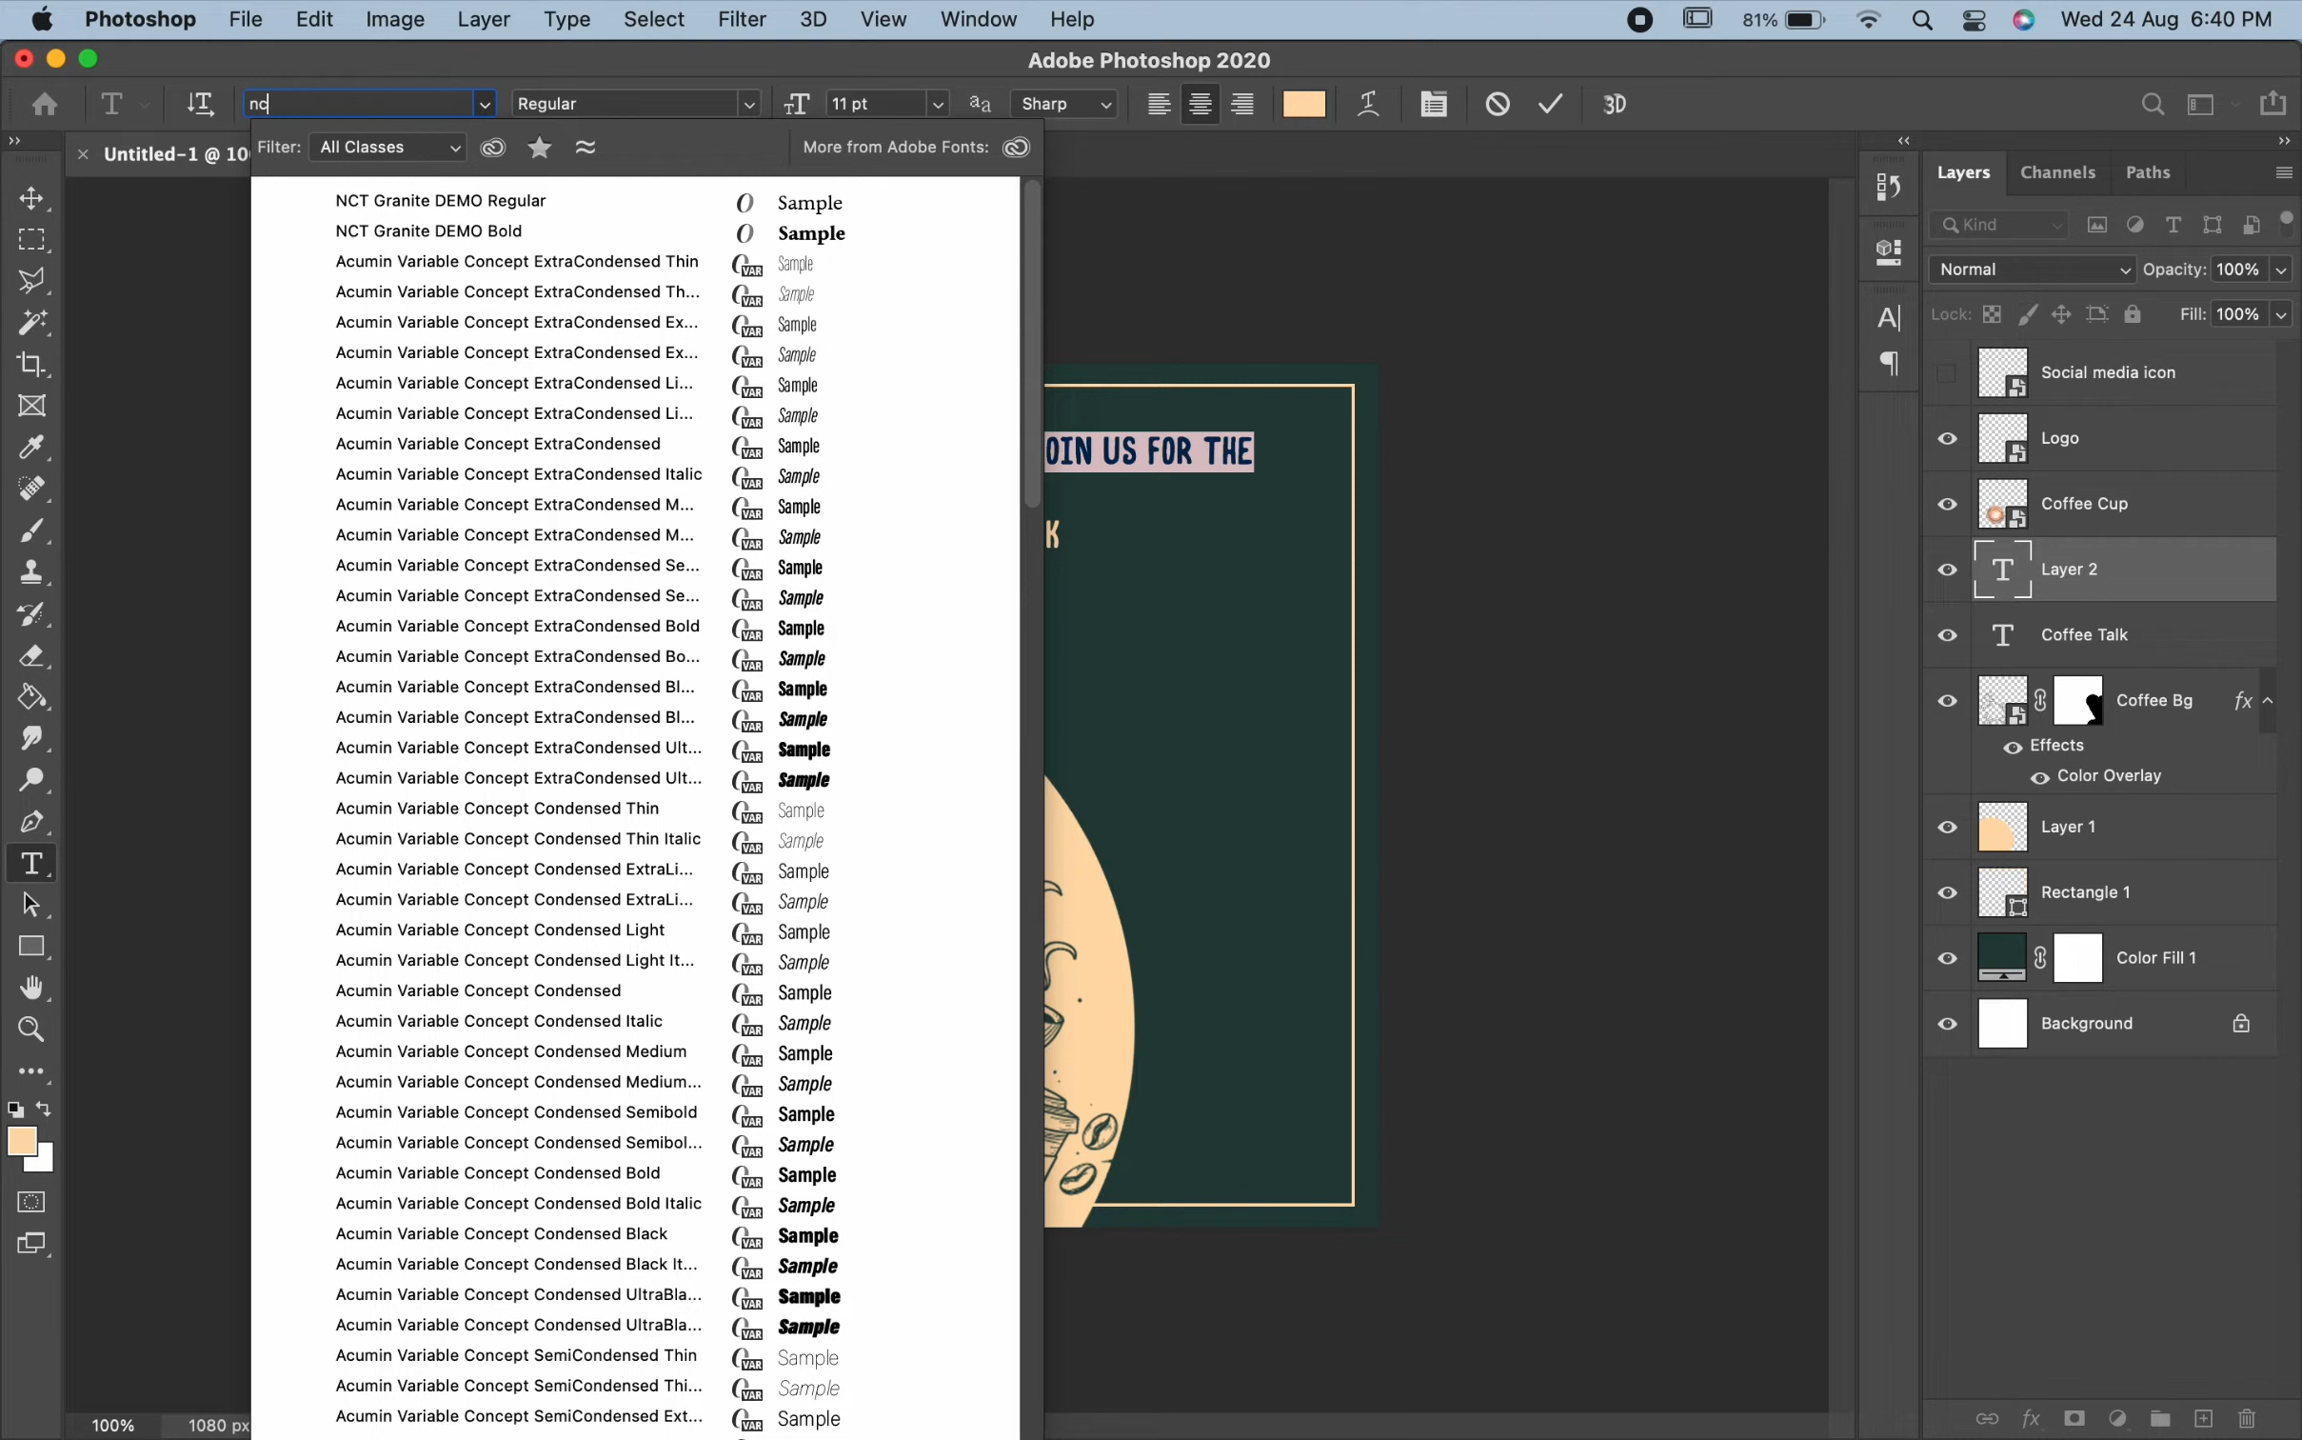 Photoshop File Edit Image Layer Type Select Filter 3D View Window Help 81% Wed 24 Aug 6:40 PM
Adobe Photoshop 2020
T T nc Regular TT 11 pt aa Sharp 3D
Filter: All Classes More from Adobe Fonts:
Untitled-1 @ 10
NCT Granite DEMO Regular Sample
NCT Granite DEMO Bold Sample
Acumin Variable Concept ExtraCondensed Thin Sample
Acumin Variable Concept ExtraCondensed Th... Sample
Acumin Variable Concept ExtraCondensed Ex... Sample
Acumin Variable Concept ExtraCondensed Ex... Sample
Acumin Variable Concept ExtraCondensed Li... Sample
Acumin Variable Concept ExtraCondensed Li... Sample
Acumin Variable Concept ExtraCondensed Sample
Acumin Variable Concept ExtraCondensed Italic Sample
Acumin Variable Concept ExtraCondensed M... Sample
Acumin Variable Concept ExtraCondensed M... Sample
Acumin Variable Concept ExtraCondensed Se... Sample
Acumin Variable Concept ExtraCondensed Se... Sample
Acumin Variable Concept ExtraCondensed Bold Sample
Acumin Variable Concept ExtraCondensed Bo... Sample
Acumin Variable Concept ExtraCondensed Bl... Sample
Acumin Variable Concept ExtraCondensed Bl... Sample
Acumin Variable Concept ExtraCondensed Ult... Sample
Acumin Variable Concept ExtraCondensed Ult... Sample
Acumin Variable Concept Condensed Thin Sample
Acumin Variable Concept Condensed Thin Italic Sample
Acumin Variable Concept Condensed ExtraLi... Sample
Acumin Variable Concept Condensed ExtraLi... Sample
Acumin Variable Concept Condensed Light Sample
Acumin Variable Concept Condensed Light It... Sample
Acumin Variable Concept Condensed Sample
Acumin Variable Concept Condensed Italic Sample
Acumin Variable Concept Condensed Medium Sample
Acumin Variable Concept Condensed Medium... Sample
Acumin Variable Concept Condensed Semibold Sample
Acumin Variable Concept Condensed Semibol... Sample
Acumin Variable Concept Condensed Bold Sample
Acumin Variable Concept Condensed Bold Italic Sample
Acumin Variable Concept Condensed Black Sample
Acumin Variable Concept Condensed Black It... Sample
Acumin Variable Concept Condensed UltraBla... Sample
Acumin Variable Concept Condensed UltraBla... Sample
Acumin Variable Concept SemiCondensed Thin Sample
Acumin Variable Concept SemiCondensed Thi... Sample
Acumin Variable Concept SemiCondensed Ext... Sample
OIN US FOR THE
K
100% 1080 px
Layers Channels Paths
Kind
Normal Opacity: 100%
Lock: Fill: 100%
Social media icon
Logo
Coffee Cup
T Layer 2
T Coffee Talk
Coffee Bg fx
Effects
Color Overlay
Layer 1
Rectangle 1
Color Fill 1
Background
fx